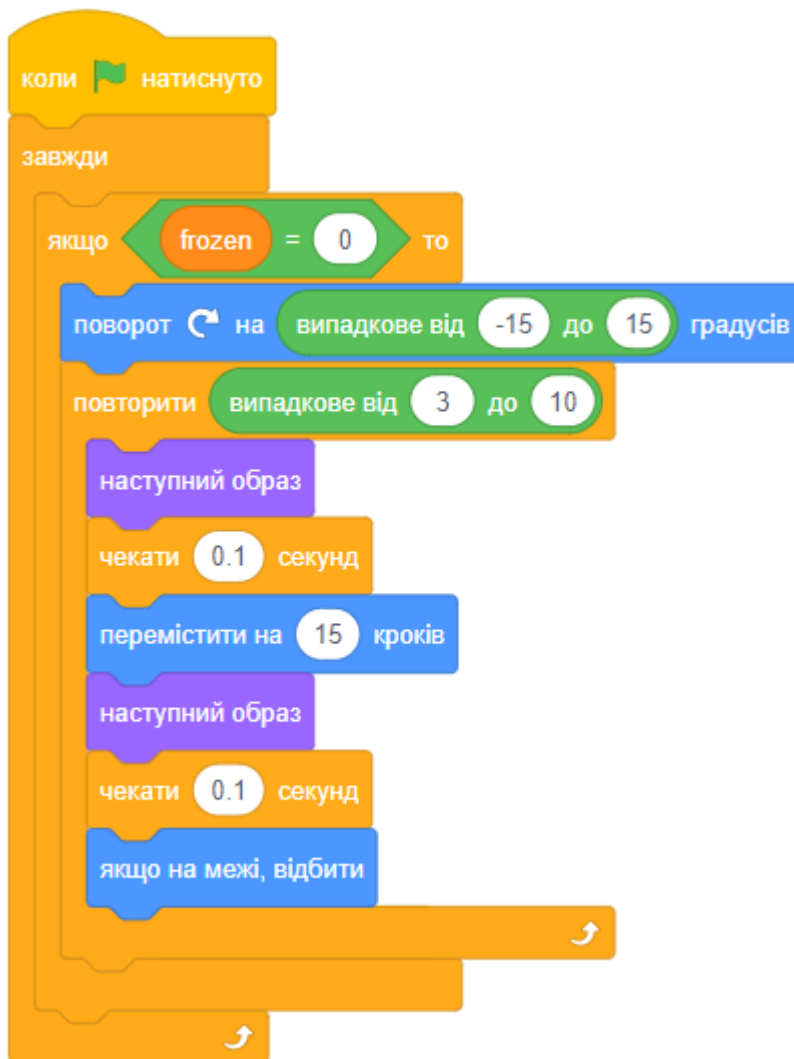 коли натиснуто
завжди
якщо frozen = 0 то
поворот на випадкове від -15 до 15 градусів
повторити випадкове від 3 до 10
наступний образ
чекати 0.1 секунд
перемістити на 15 кроків
наступний образ
чекати 0.1 секунд
якщо на межі, відбити